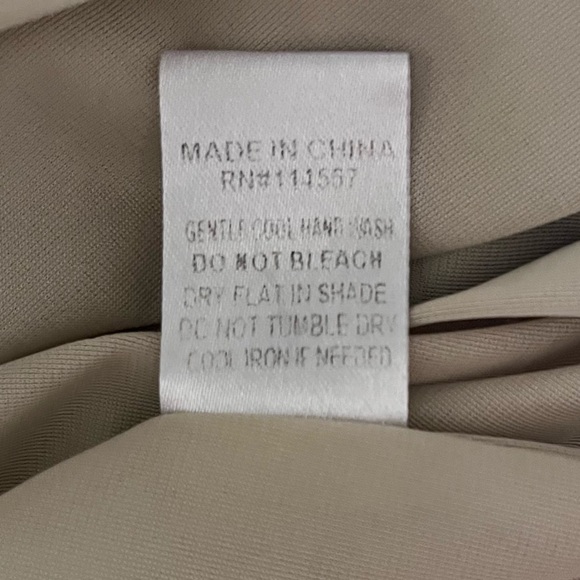 MADE IN CHINA
RN#114557
GENTLE COOL HAND WASH
DO NOT BLEACH
DRY FLAT IN SHADE
DO NOT TUMBLE DRY
COOL IRON IF NEEDED